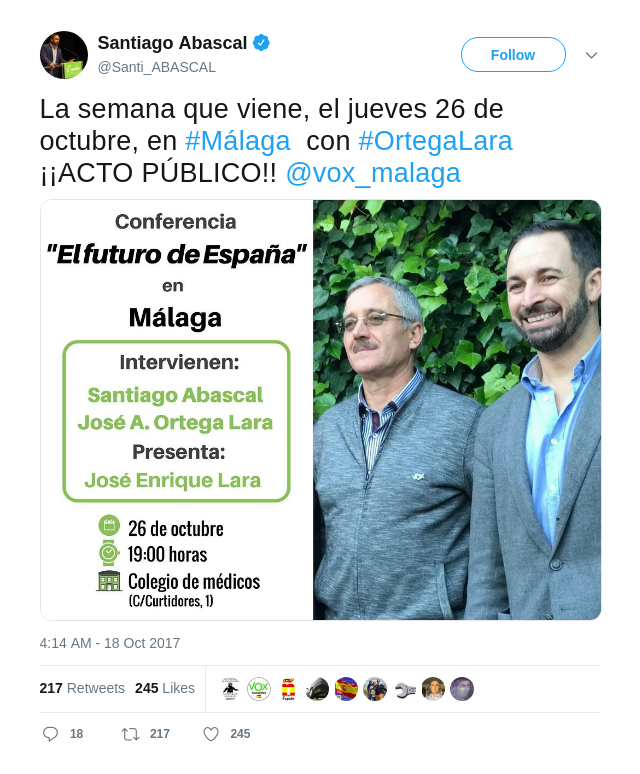 Santiago Abascal
@Santi_ABASCAL
Follow
La semana que viene, el jueves 26 de
octubre, en #Málaga con #OrtegaLara
¡¡ACTO PÚBLICO!! @vox_malaga
Conferencia
"El futuro de España"
en
Málaga
Intervienen:
Santiago Abascal
José A. Ortega Lara
Presenta:
José Enrique Lara
26 de octubre
19:00 horas
Colegio de médicos
(C/Curtidores, 1)
VOX
4:14 AM - 18 Oct 2017
217 Retweets 245 Likes
VOX
18 217 245